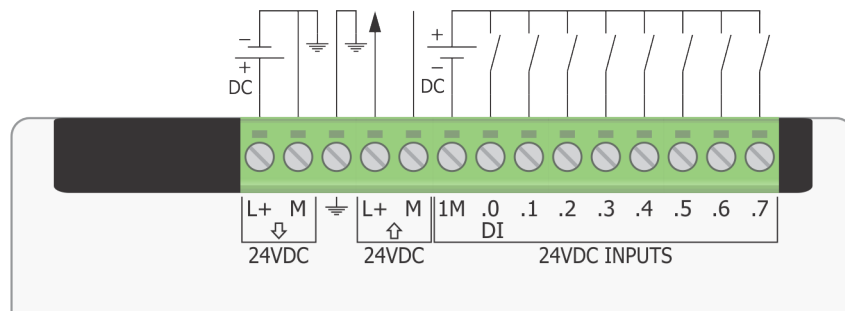 − +
+ −
DC DC
L+ M L+ M 1M .0 .1 .2 .3 .4 .5 .6 .7
DI
24VDC 24VDC 24VDC INPUTS